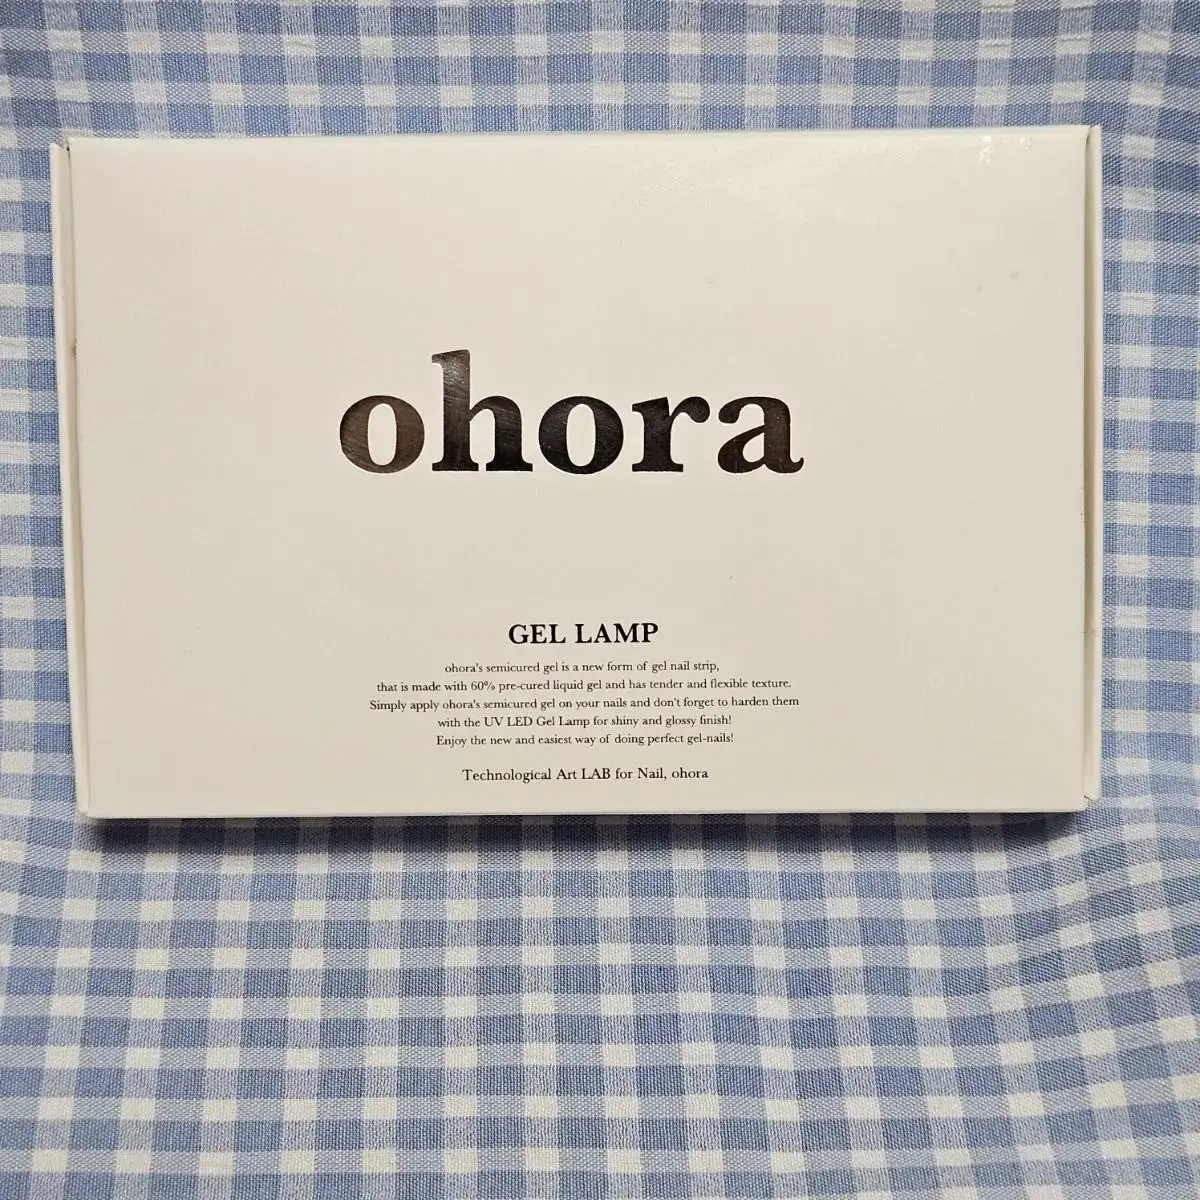 ohora
GEL LAMP
ohora's semicured gel is a new form of gel nail strip,
that is made with 60% pre-cured liquid gel and has tender and flexible texture.
Simply apply ohora's semicured gel on your nails and don't forget to harden them
with the UV LED Gel Lamp for shiny and glossy finish!
Enjoy the new and easiest way of doing perfect gel-nails!
Technological Art LAB for Nail, ohora